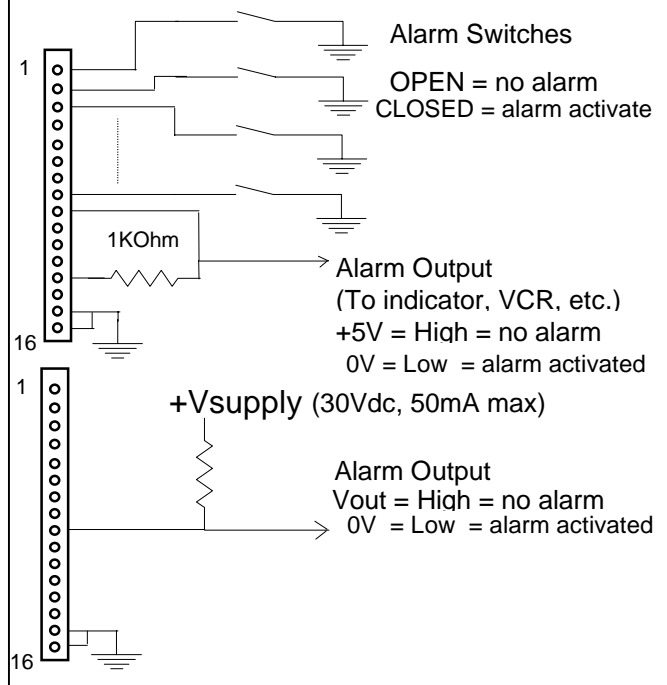 Alarm Switches
1
OPEN = no alarm
CLOSED = alarm activate
1KOhm
Alarm Output
(To indicator, VCR, etc.)
+5V = High = no alarm
16
0V = Low = alarm activated
1
+Vsupply (30Vdc, 50mA max)
Alarm Output
Vout = High = no alarm
0V = Low = alarm activated
16